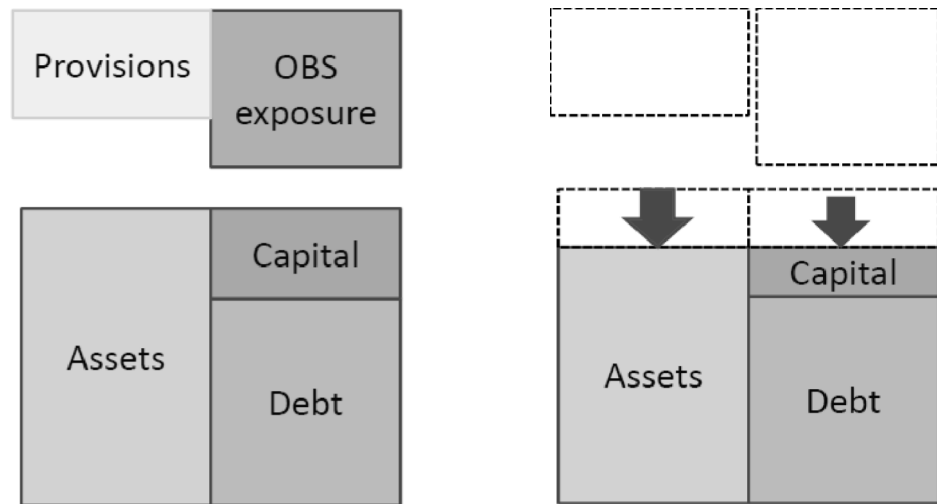 Provisions
OBS
exposure
Capital
Assets
Debt
Capital
Assets
Debt